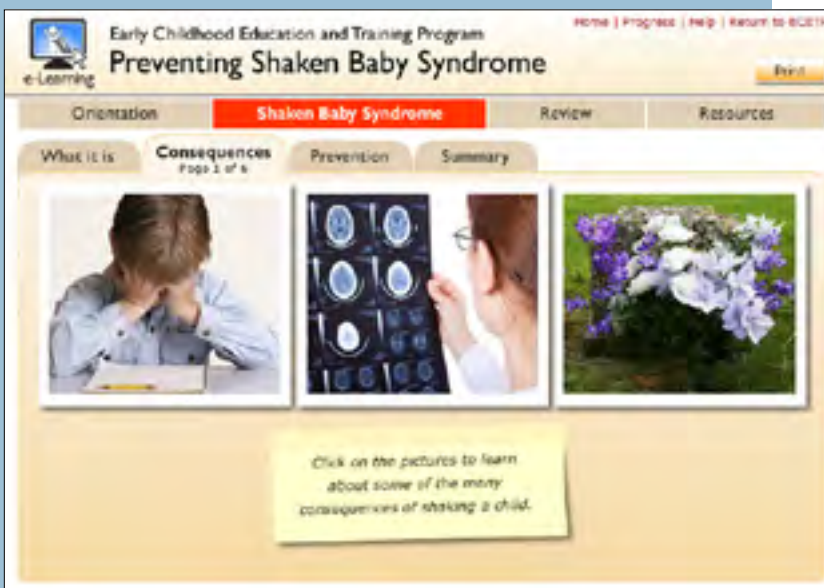 Home | Progress | Help | Return to ECETP
Early Childhood Education and Training Program
e-Learning
Preventing Shaken Baby Syndrome
Print
Orientation
Shaken Baby Syndrome
Review
Resources
What it is
Consequences
Prevention
Summary
Page of 6
Click on the pictures to learn
about some of the many
consequences of shaking a child.